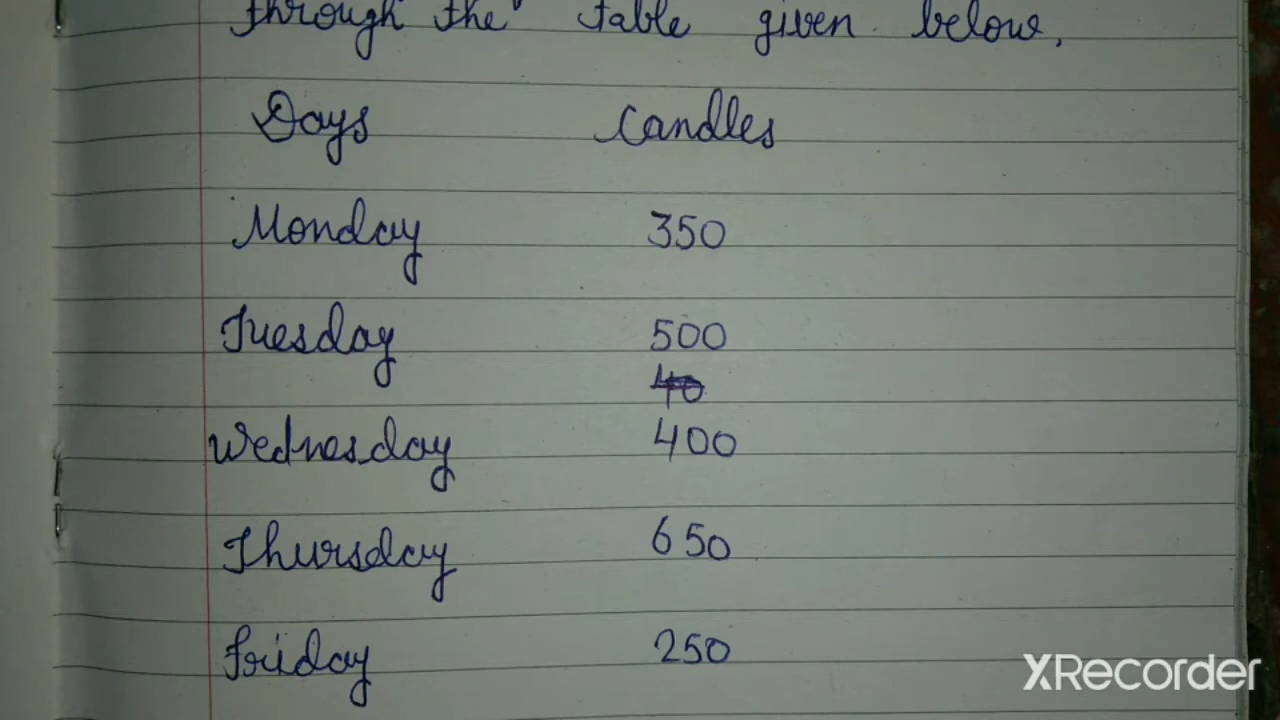 through the table given below,
Days Candles
Monday 350
Tuesday 500
40
Wednesday 400
Thursday 650
Friday 250
XRecorder